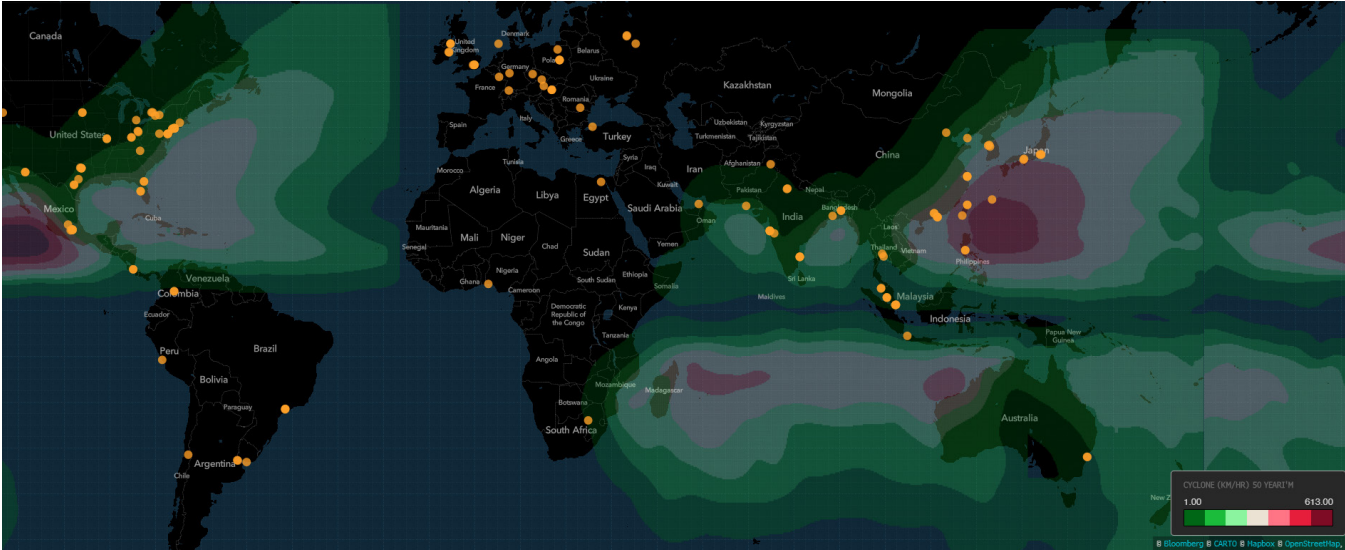 Canada
United Kingdom
Denmark
Belarus
Germany
Ukraine
France
Kazakhstan
Mongolia
Romania
Italy
United States
Spain
Greece
Turkey
Uzbekistan
Kyrgyzstan
Turkmenistan
Tajikistan
Japan
China
Syria
Tunisia
Iraq
Iran
Afghanistan
Morocco
Kuwait
Pakistan
Nepal
Algeria
Libya
Egypt
Mexico
Cuba
Saudi Arabia
Oman
India
Bangladesh
Mauritania
Laos
Mali
Niger
Chad
Sudan
Yemen
Thailand
Vietnam
Senegal
Philippines
Nigeria
Ghana
Cameroon
South Sudan
Ethiopia
Somalia
Sri Lanka
Venezuela
Colombia
Maldives
Malaysia
Ecuador
Democratic
Republic of
the Congo
Kenya
Indonesia
Tanzania
Papua New
Guinea
Peru
Brazil
Angola
Bolivia
Mozambique
Madagascar
Paraguay
Botswana
Australia
South Africa
Argentina
Chile
CYCLONE (KM/HR) 50 YEARI'M
1.00
613.00
New Z
© Bloomberg © CARTO © Mapbox © OpenStreetMap,